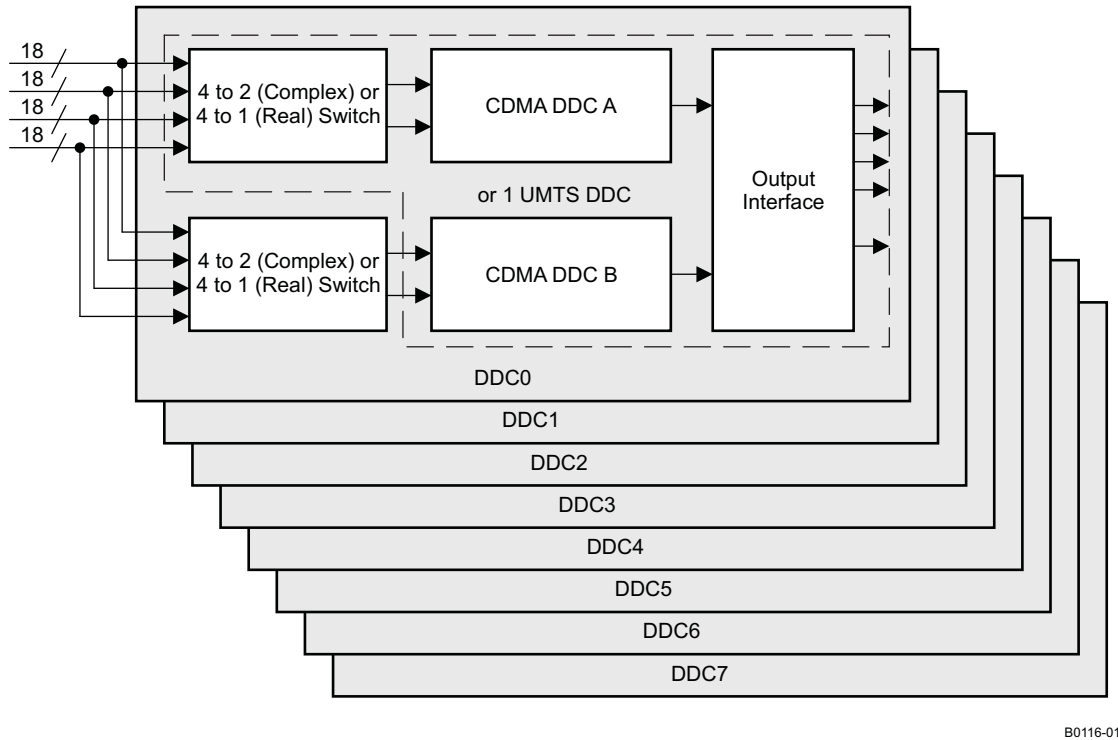 18
18
18
18
4 to 2 (Complex) or
4 to 1 (Real) Switch
CDMA DDC A
Output
Interface
or 1 UMTS DDC
4 to 2 (Complex) or
4 to 1 (Real) Switch
CDMA DDC B
DDC0
DDC1
DDC2
DDC3
DDC4
DDC5
DDC6
DDC7
B0116-01